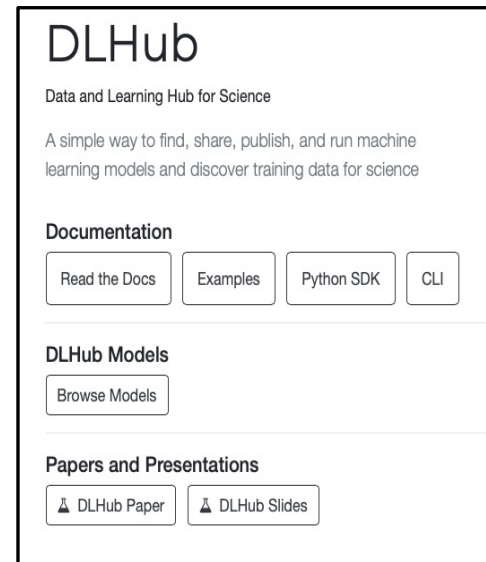 DLHub
Data and Learning Hub for Science
A simple way to find, share, publish, and run machine
learning models and discover training data for science
Documentation
Read the Docs Examples Python SDK CLI
DLHub Models
Browse Models
Papers and Presentations
DLHub Paper DLHub Slides